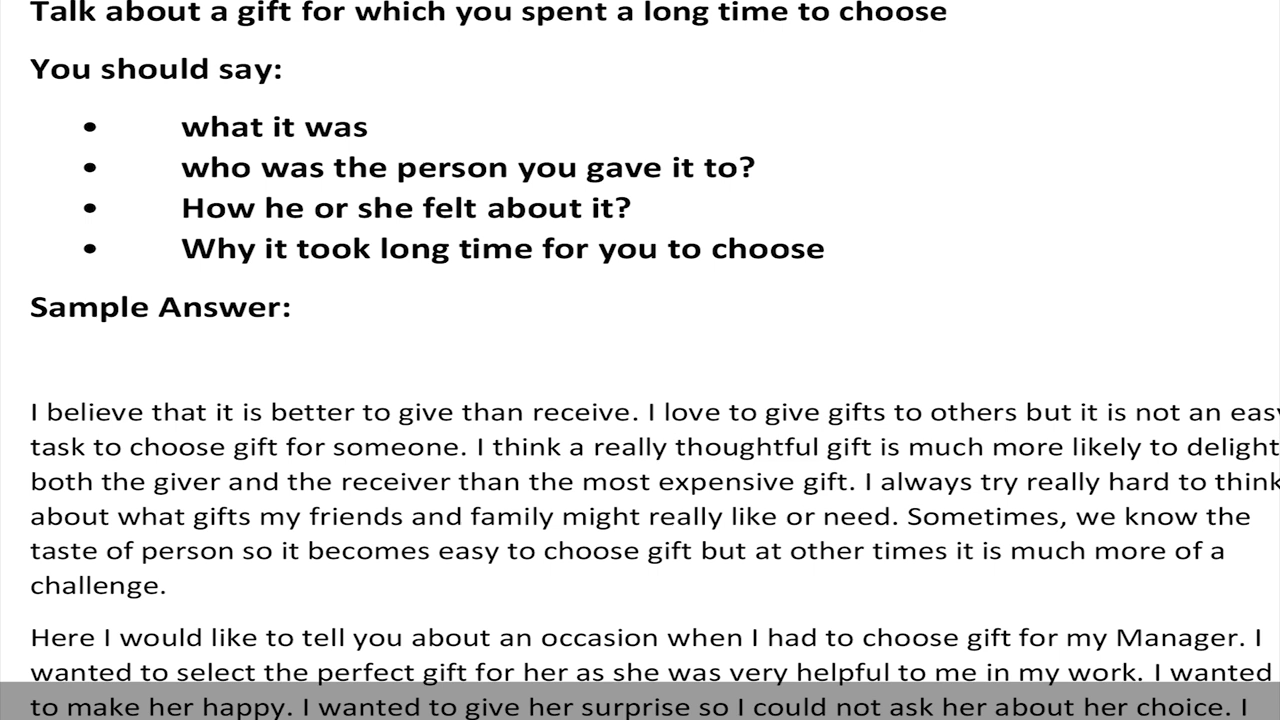 Talk about a gift for which you spent a long time to choose
You should say:
• what it was
• who was the person you gave it to?
• How he or she felt about it?
• Why it took long time for you to choose
Sample Answer:
I believe that it is better to give than receive. I love to give gifts to others but it is not an easy
task to choose gift for someone. I think a really thoughtful gift is much more likely to delight
both the giver and the receiver than the most expensive gift. I always try really hard to think
about what gifts my friends and family might really like or need. Sometimes, we know the
taste of person so it becomes easy to choose gift but at other times it is much more of a
challenge.
Here I would like to tell you about an occasion when I had to choose gift for my Manager. I
wanted to select the perfect gift for her as she was very helpful to me in my work. I wanted
to make her happy. I wanted to give her surprise so I could not ask her about her choice. I